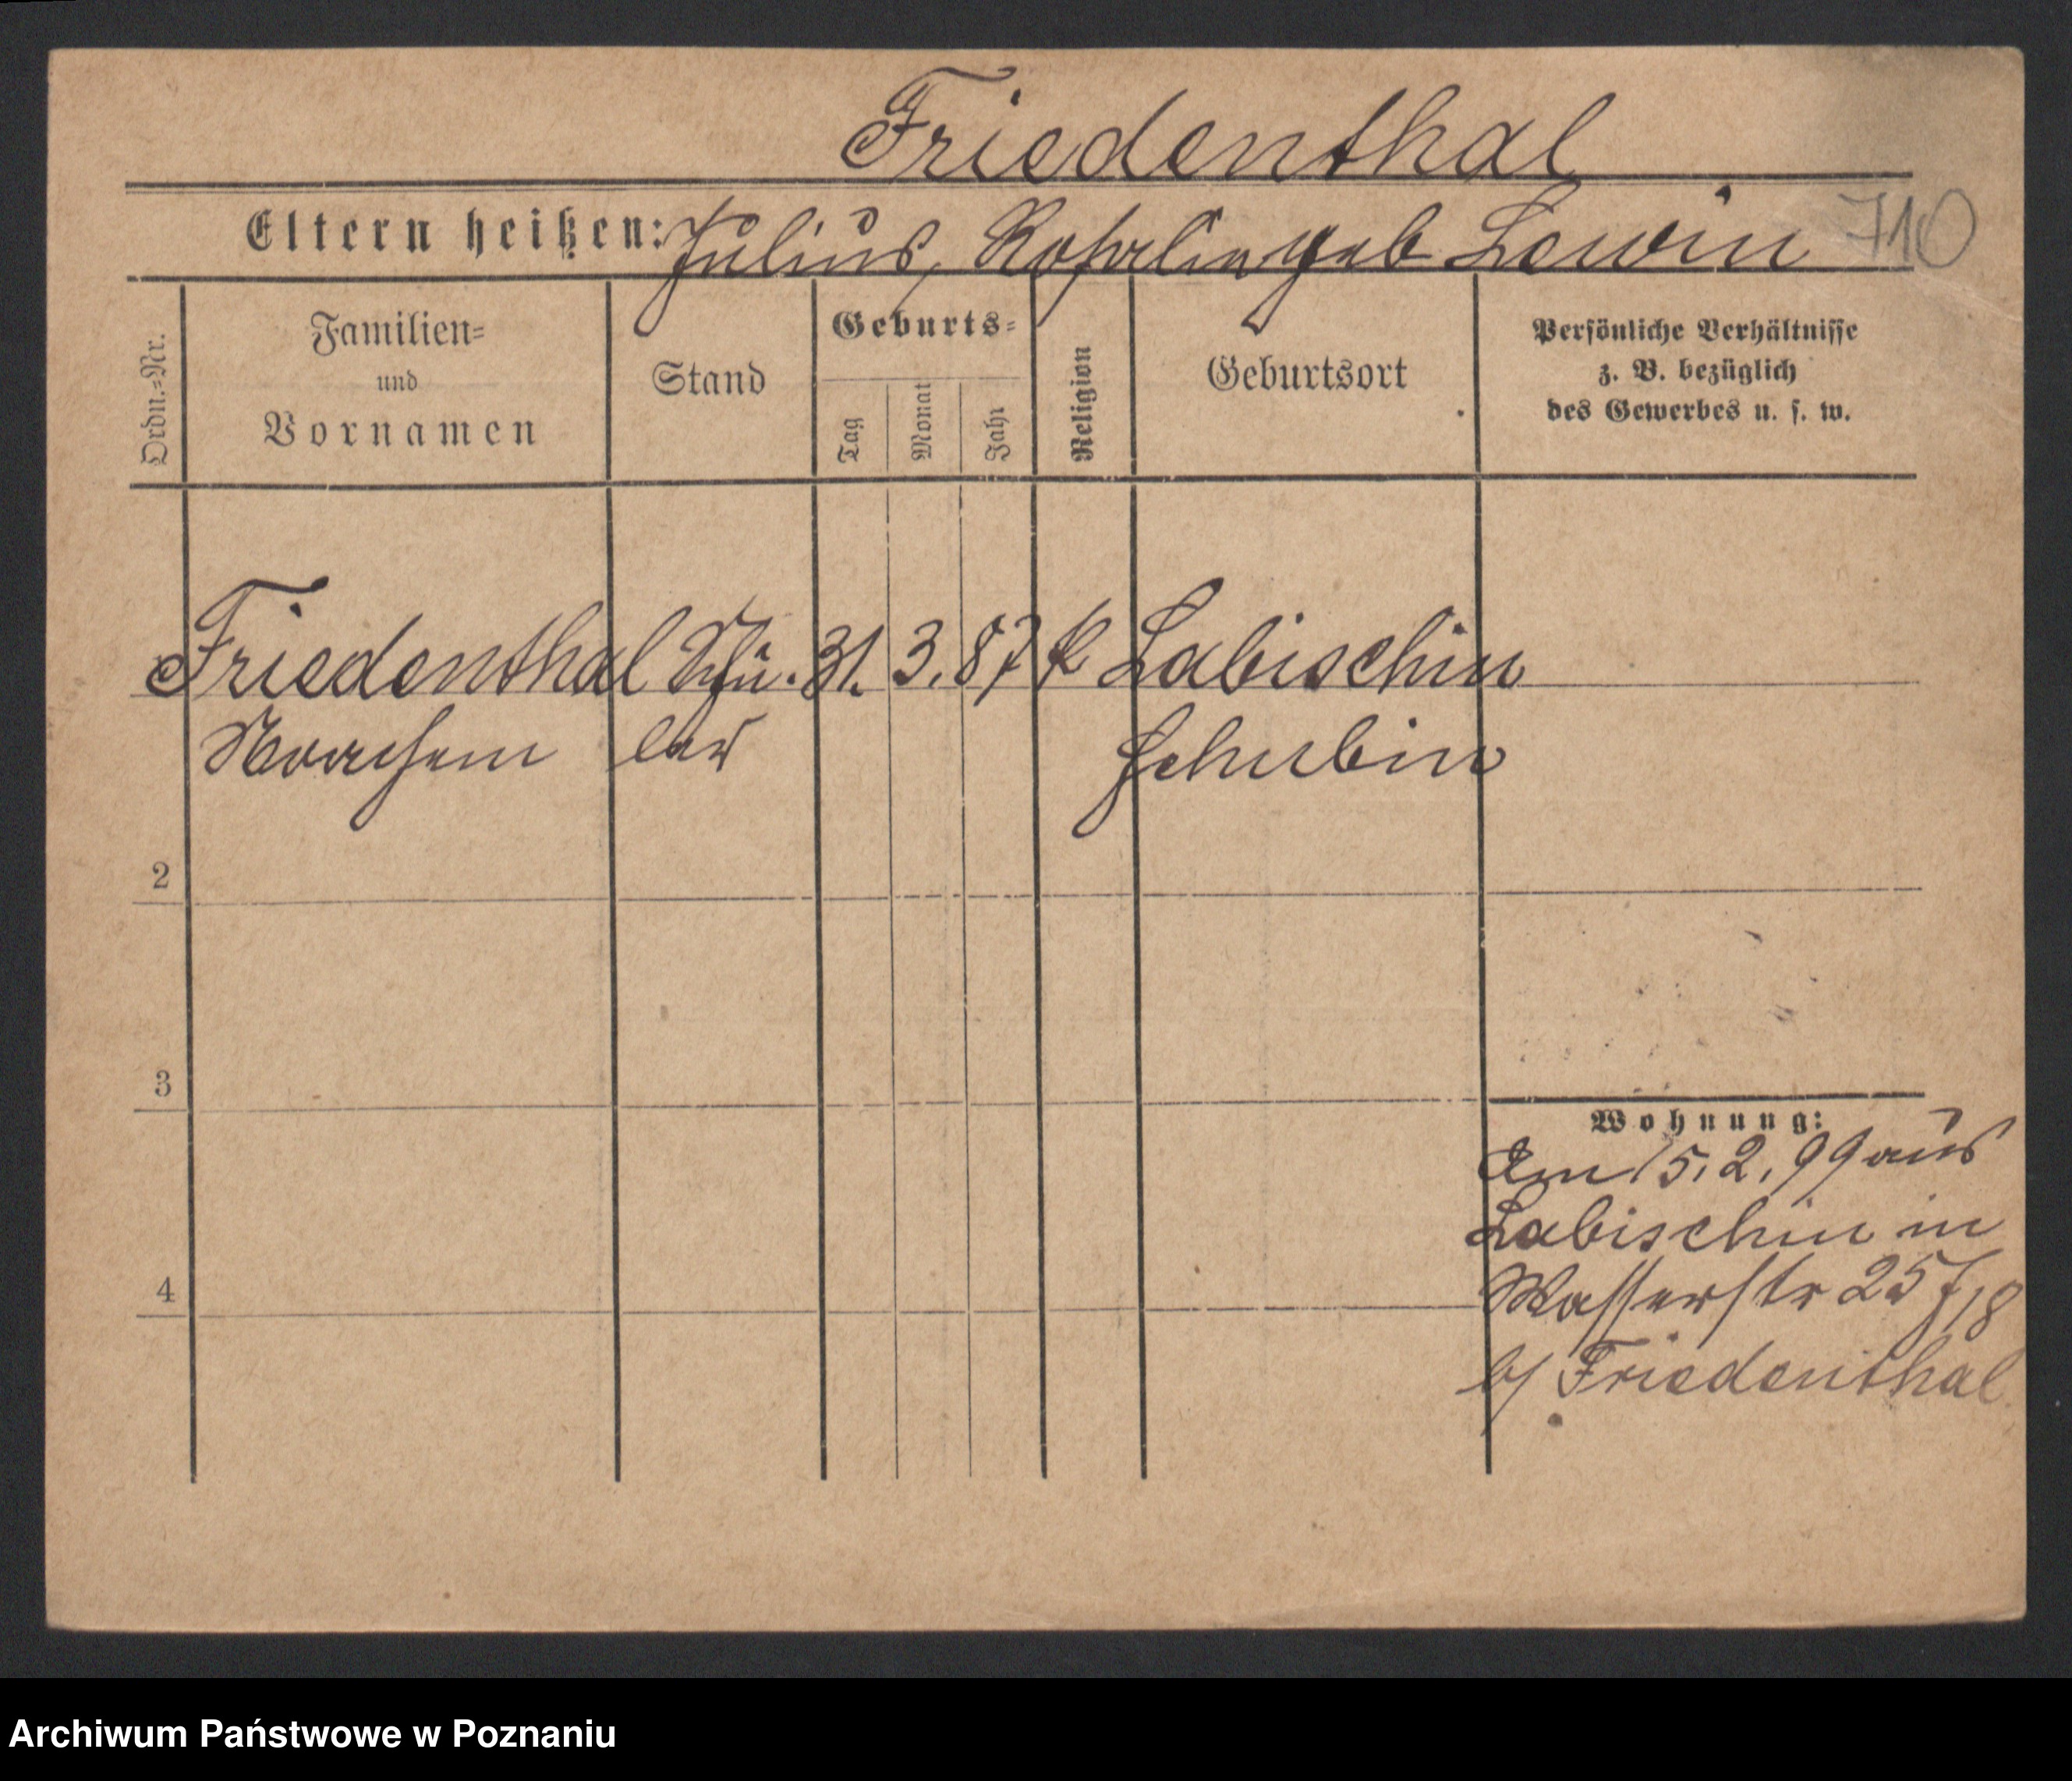 Friedenthal
710
Eltern heißen: Julius, Rosalie geb Lewin
Ordn.=Nr.
Familien=
und
Vornamen
Stand
Geburts=
Tag
Monat
Jahr
Religion
Geburtsort
Persönliche Verhältnisse
z. B. bezüglich
des Gewerbes u. s. w.
Friedenthal Schü. 31. 3. 87 Labischin
ler Schubin
2
3
Wohnung:
Am 15. 2. 99 aus
Labischin in
4
Wasserstr 25
b/ Friedenthal
Archiwum Państwowe w Poznaniu